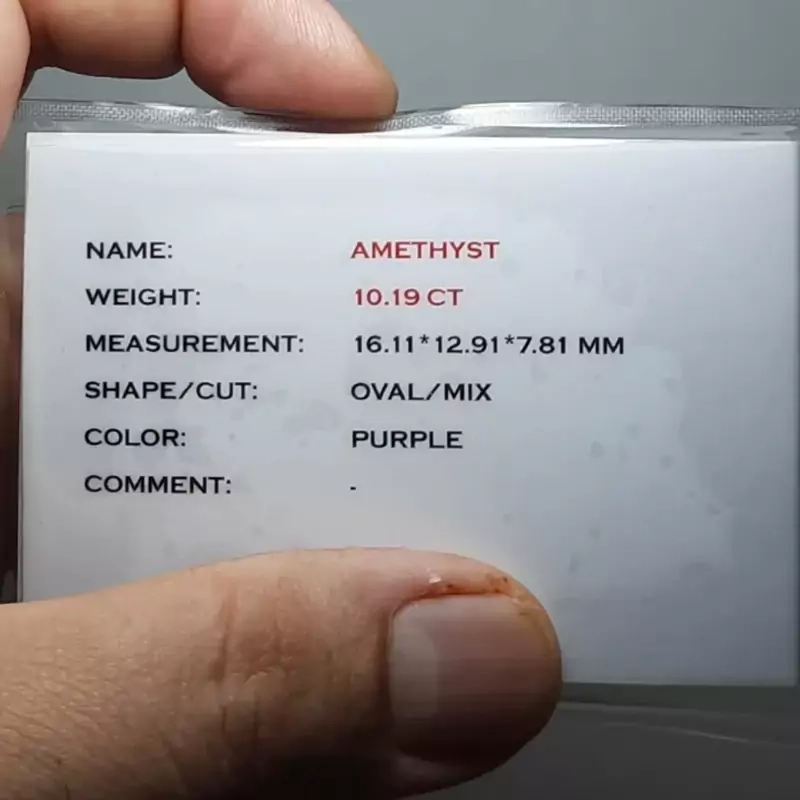 NAME: AMETHYST
WEIGHT: 10.19 CT
MEASUREMENT: 16.11*12.91*7.81 MM
SHAPE/CUT: OVAL/MIX
COLOR: PURPLE
COMMENT: -